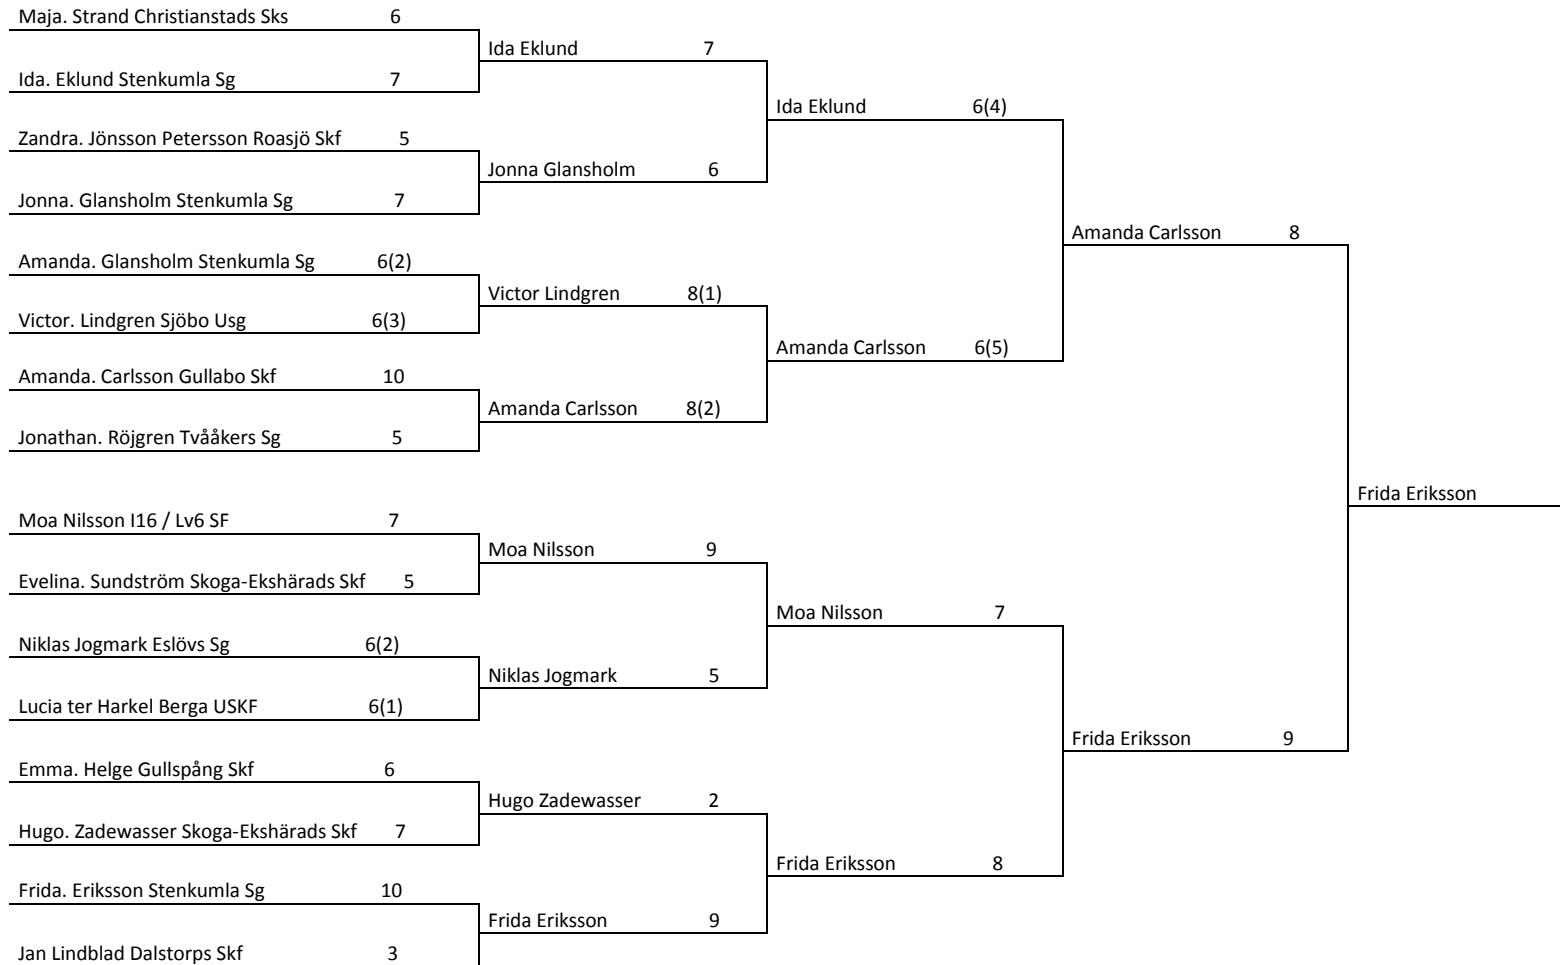 Maja. Strand Christianstads Sks 6
Ida Eklund 7
Ida. Eklund Stenkumla Sg 7
Ida Eklund 6(4)
Zandra. Jönsson Petersson Roasjö Skf 5
Jonna Glansholm 6
Jonna. Glansholm Stenkumla Sg 7
Amanda Carlsson 8
Amanda. Glansholm Stenkumla Sg 6(2)
Victor Lindgren 8(1)
Victor. Lindgren Sjöbo Usg 6(3)
Amanda Carlsson 6(5)
Amanda. Carlsson Gullabo Skf 10
Amanda Carlsson 8(2)
Jonathan. Röjgren Tvååkers Sg 5
Frida Eriksson
Moa Nilsson I16 / Lv6 SF 7
Moa Nilsson 9
Evelina. Sundström Skoga-Ekshärads Skf 5
Moa Nilsson 7
Niklas Jogmark Eslövs Sg 6(2)
Niklas Jogmark 5
Lucia ter Harkel Berga USKF 6(1)
Frida Eriksson 9
Emma. Helge Gullspång Skf 6
Hugo Zadewasser 2
Hugo. Zadewasser Skoga-Ekshärads Skf 7
Frida Eriksson 8
Frida. Eriksson Stenkumla Sg 10
Frida Eriksson 9
Jan Lindblad Dalstorps Skf 3